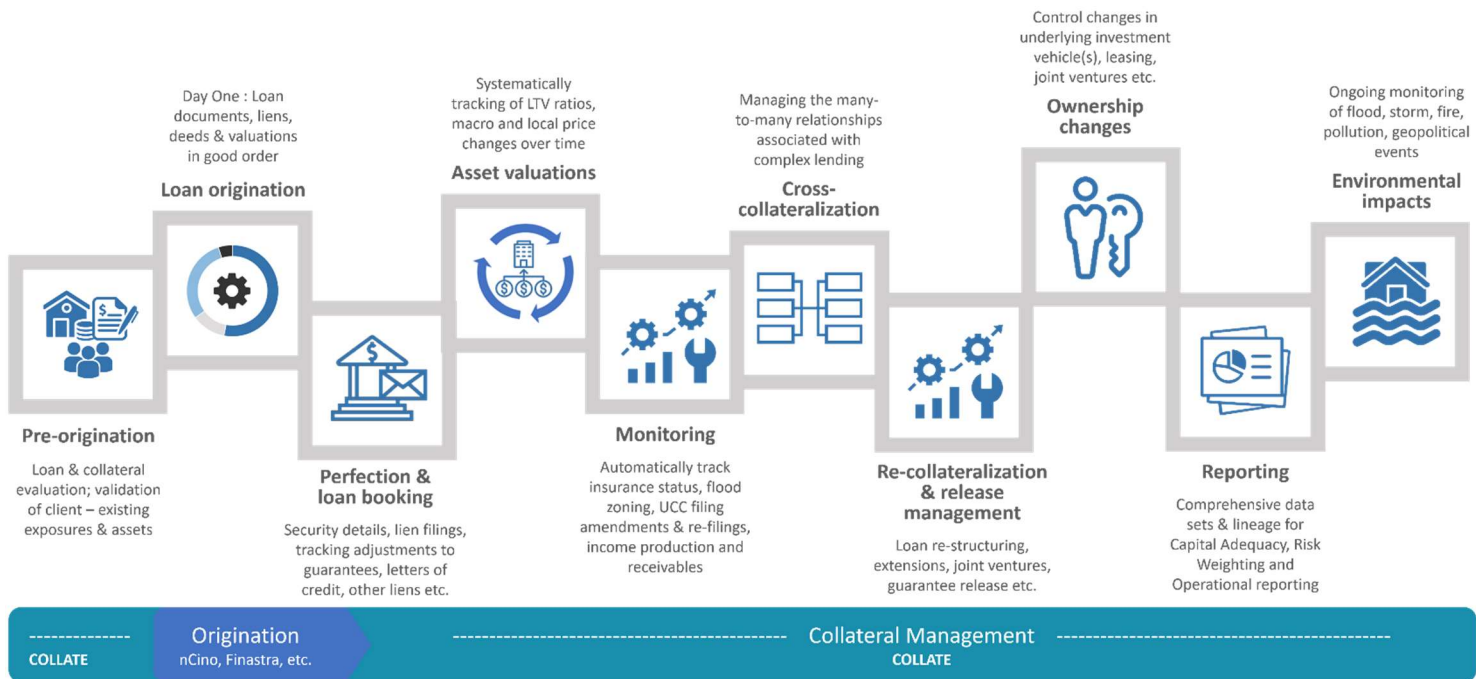 Pre-origination
Loan & collateral
evaluation; validation
of client – existing
exposures & assets
Day One : Loan
documents, liens,
deeds & valuations
in good order
Loan origination
Perfection &
loan booking
Security details, lien filings,
tracking adjustments to
guarantees, letters of
credit, other liens etc.
Systematically
tracking of LTV ratios,
macro and local price
changes over time
Asset valuations
Monitoring
Automatically track
insurance status, flood
zoning, UCC filing
amendments & re-filings,
income production and
receivables
Managing the many-
to-many relationships
associated with
complex lending
Cross-
collateralization
Re-collateralization
& release
management
Loan re-structuring,
extensions, joint ventures,
guarantee release etc.
Control changes in
underlying investment
vehicle(s), leasing,
joint ventures etc.
Ownership
changes
Reporting
Comprehensive data
sets & lineage for
Capital Adequacy, Risk
Weighting and
Operational reporting
Ongoing monitoring
of flood, storm, fire,
pollution, geopolitical
events
Environmental
impacts
COLLATE
Origination
nCino, Finastra, etc.
Collateral Management
COLLATE